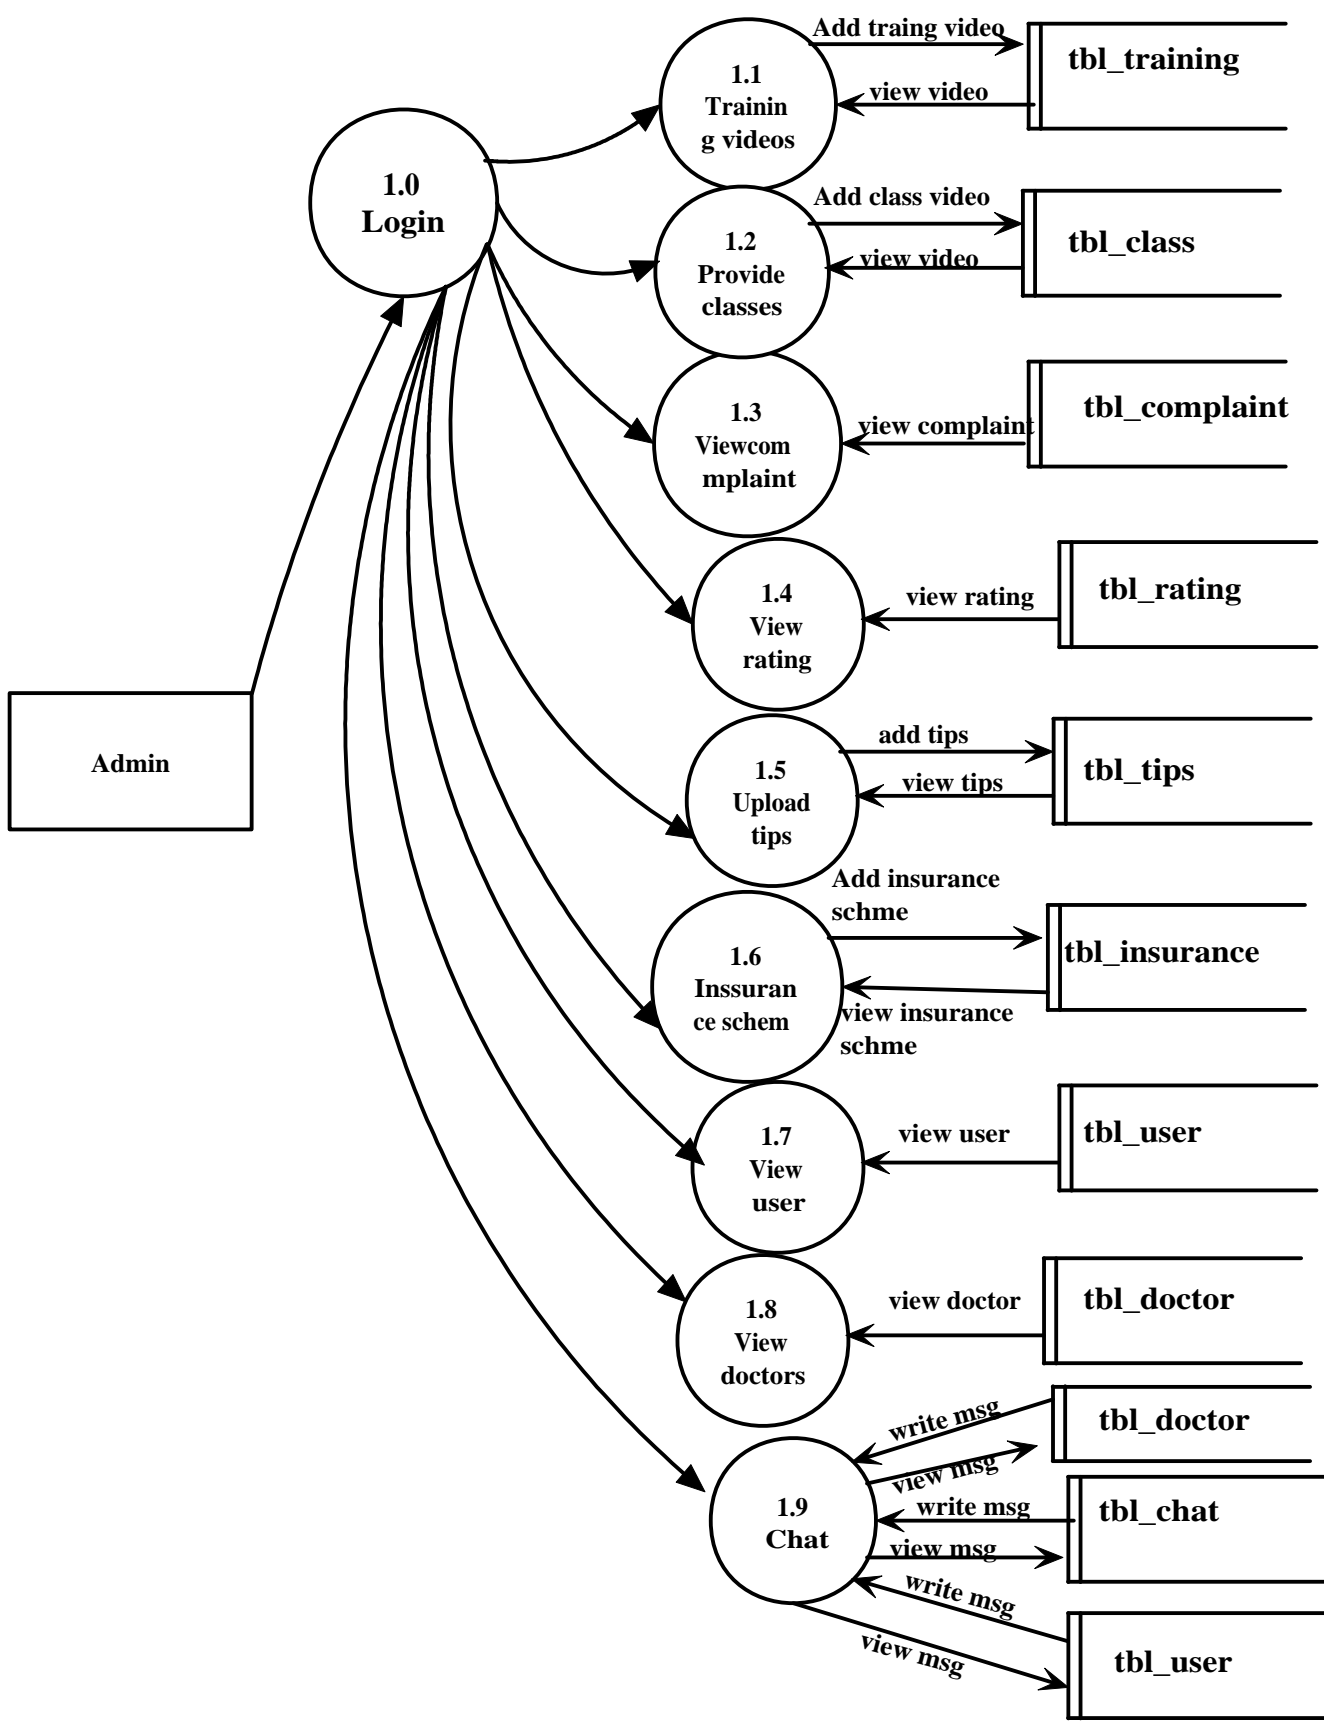 Add traing video
tbl_training
1.1
Trainin
g videos
view video
1.0
Login
Add class video
tbl_class
1.2
Provide
classes
view video
tbl_complaint
1.3
Viewcom
mplaint
view complaint
tbl_rating
1.4
View
rating
view rating
Admin
add tips
tbl_tips
1.5
Upload
tips
view tips
Add insurance
schme
tbl_insurance
1.6
Inssuran
ce schem
view insurance
schme
tbl_user
1.7
View
user
view user
tbl_doctor
1.8
View
doctors
view doctor
write msg
tbl_doctor
view msg
1.9
Chat
write msg
tbl_chat
view msg
write msg
view msg
tbl_user